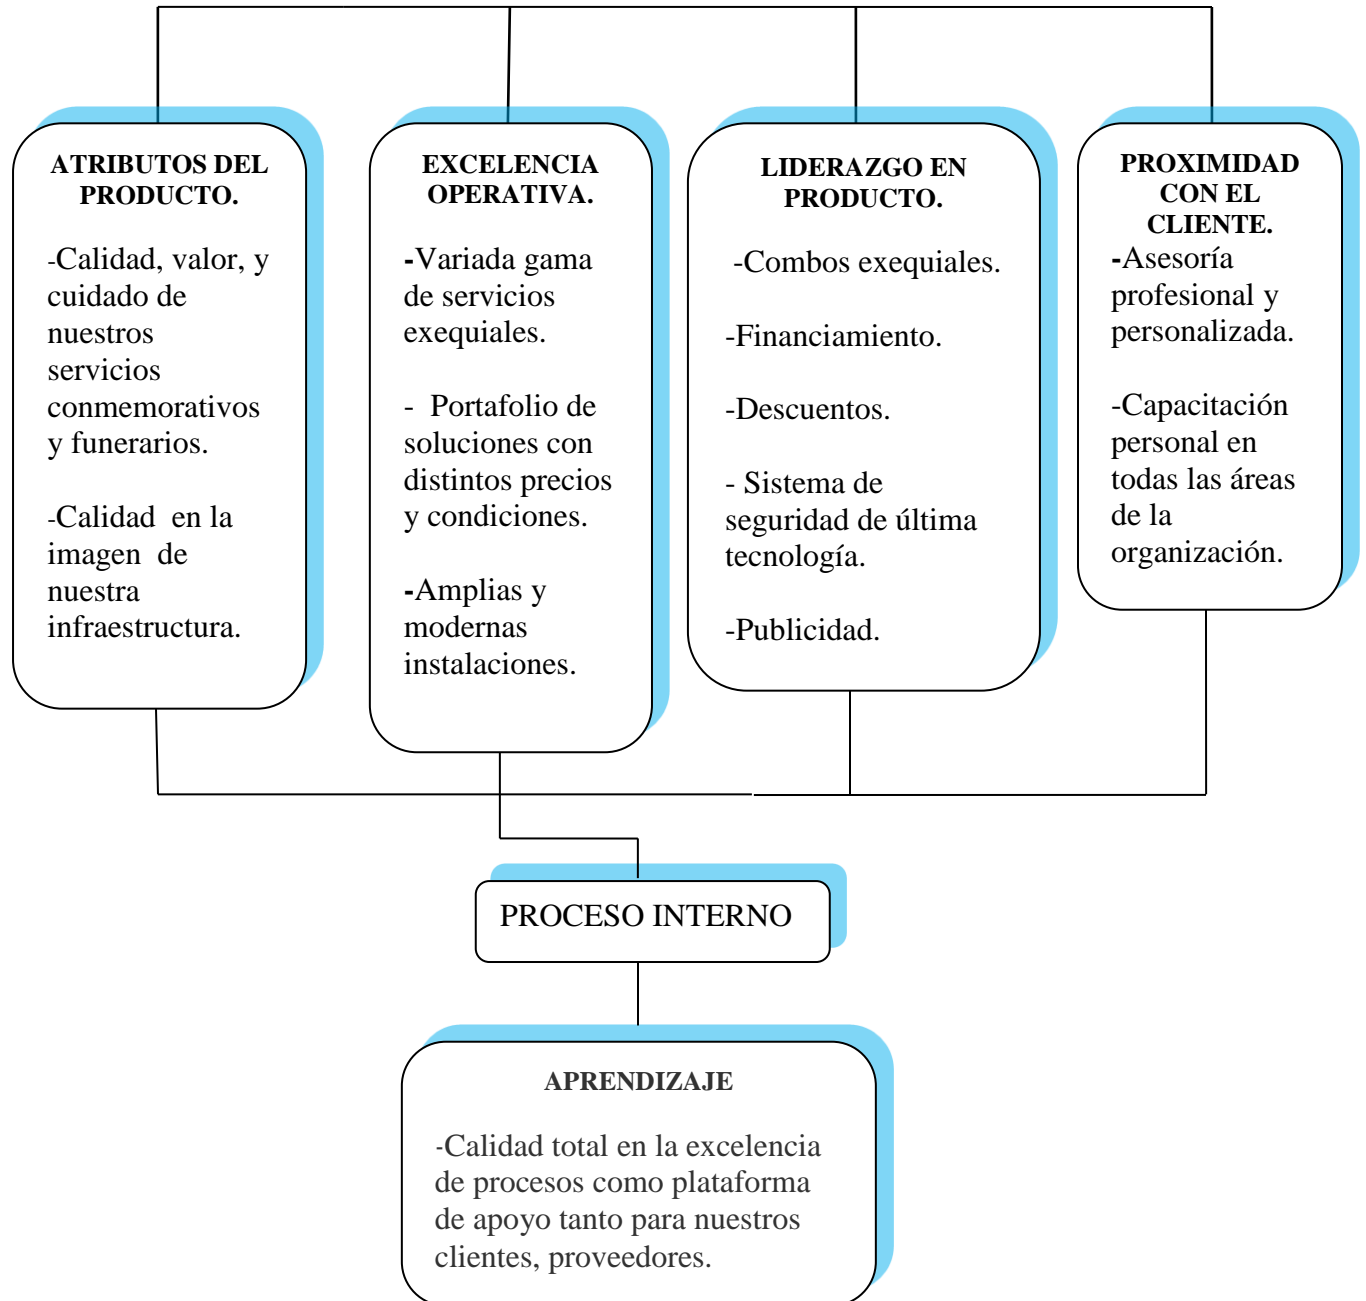 ATRIBUTOS DEL
PRODUCTO.
-Calidad, valor, y
cuidado de
nuestros
servicios
conmemorativos
y funerarios.
-Calidad en la
imagen de
nuestra
infraestructura.
EXCELENCIA
OPERATIVA.
-Variada gama
de servicios
exequiales.
- Portafolio de
soluciones con
distintos precios
y condiciones.
-Amplias y
modernas
instalaciones.
LIDERAZGO EN
PRODUCTO.
-Combos exequiales.
-Financiamiento.
-Descuentos.
- Sistema de
seguridad de última
tecnología.
-Publicidad.
PROXIMIDAD
CON EL
CLIENTE.
-Asesoría
profesional y
personalizada.
-Capacitación
personal en
todas las áreas
de la
organización.
PROCESO INTERNO
APRENDIZAJE
-Calidad total en la excelencia
de procesos como plataforma
de apoyo tanto para nuestros
clientes, proveedores.